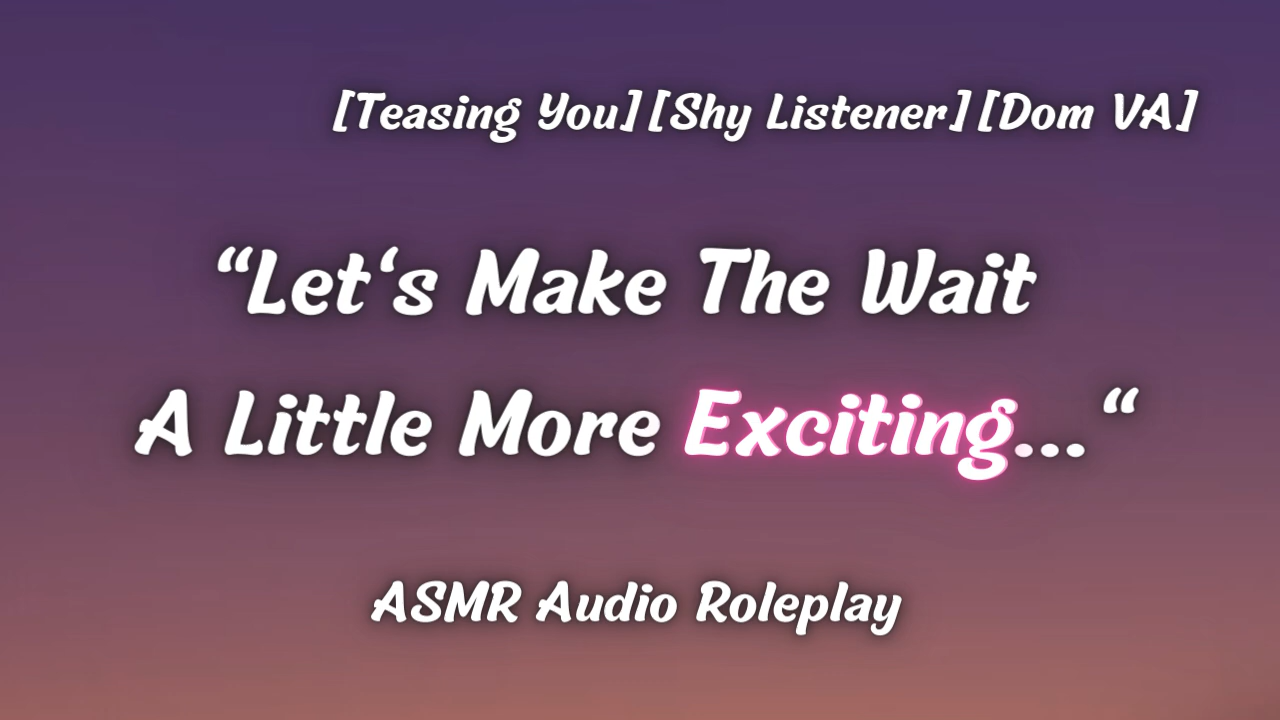 [Teasing You] [Shy Listener] [Dom VA]
“Let‘s Make The Wait
A Little More Exciting...“
ASMR Audio Roleplay